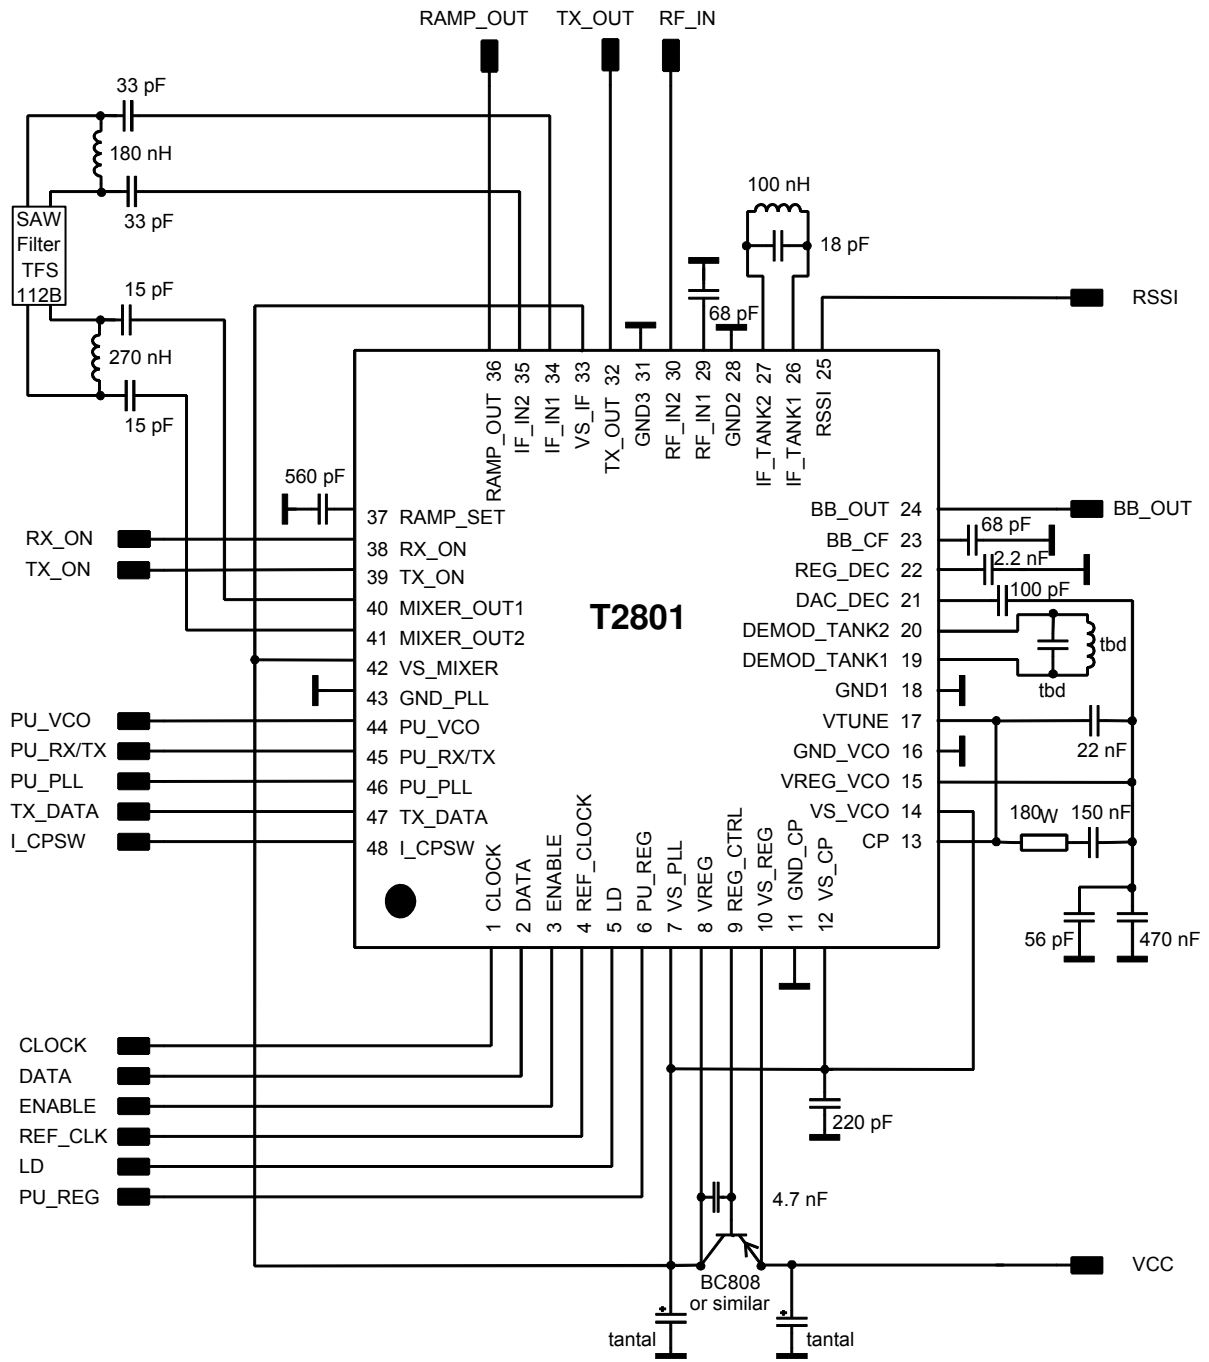 RAMP_OUT TX_OUT RF_IN
33 pF
180 nH
33 pF
SAW
Filter
TFS
112B
15 pF
270 nH
15 pF
100 nH
18 pF
68 pF
RSSI
36 RAMP_OUT
35 IF_IN2
34 IF_IN1
33 VS_IF
32 TX_OUT
31 GND3
30 RF_IN2
29 RF_IN1
28 GND2
27 IF_TANK2
26 IF_TANK1
25 RSSI
560 pF
37 RAMP_SET
RX_ON
38 RX_ON
TX_ON
39 TX_ON
40 MIXER_OUT1
41 MIXER_OUT2
42 VS_MIXER
43 GND_PLL
PU_VCO
44 PU_VCO
PU_RX/TX
45 PU_RX/TX
PU_PLL
46 PU_PLL
TX_DATA
47 TX_DATA
I_CPSW
48 I_CPSW
T2801
BB_OUT 24
BB_OUT
BB_CF 23
68 pF
REG_DEC 22
2.2 nF
DAC_DEC 21
100 pF
DEMOD_TANK2 20
tbd
DEMOD_TANK1 19
tbd
GND1 18
VTUNE 17
22 nF
GND_VCO 16
VREG_VCO 15
VS_VCO 14
CP 13
180W
150 nF
56 pF
470 nF
1 CLOCK
2 DATA
3 ENABLE
4 REF_CLOCK
5 LD
6 PU_REG
7 VS_PLL
8 VREG
9 REG_CTRL
10 VS_REG
11 GND_CP
12 VS_CP
CLOCK
DATA
ENABLE
REF_CLK
LD
PU_REG
220 pF
4.7 nF
VCC
BC808
or similar
+
tantal
+
tantal